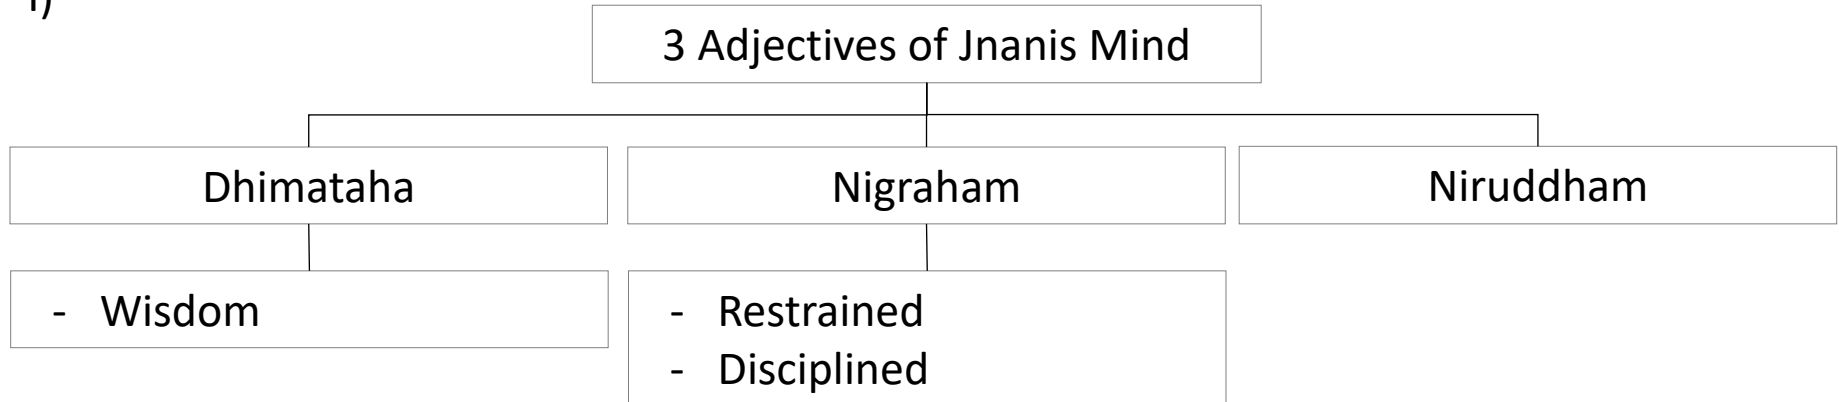 i)
3 Adjectives of Jnanis Mind
Dhimataha
Nigraham
Niruddham
- Wisdom
- Restrained
- Disciplined